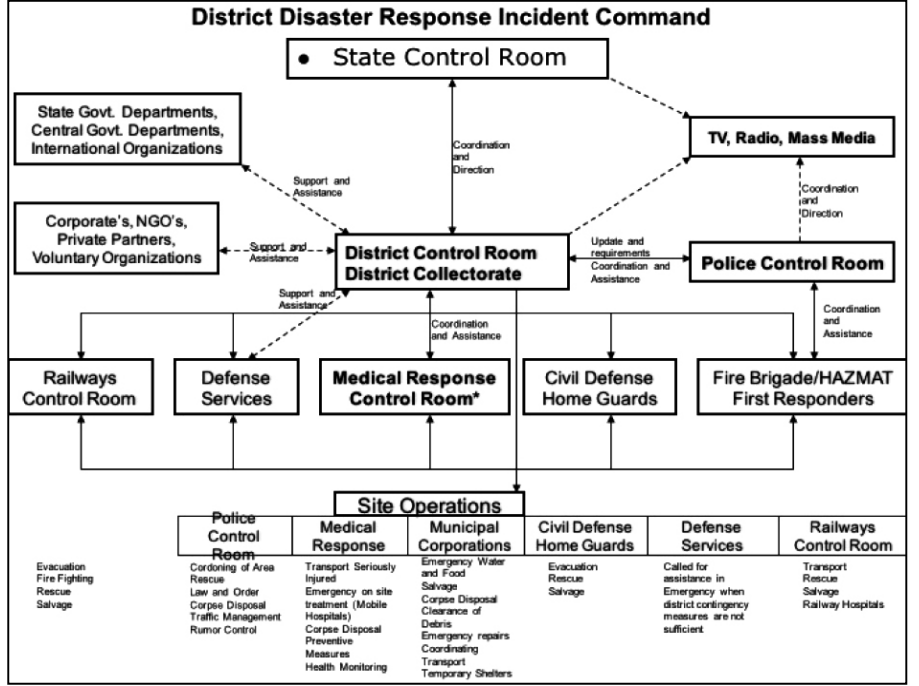 District Disaster Response Incident Command
• State Control Room
State Govt. Departments,
Central Govt. Departments,
International Organizations
TV, Radio, Mass Media
Coordination
and
Direction
Support and
Assistance
Coordination
and
Direction
Corporate's, NGO's,
Private Partners,
Voluntary Organizations
Support and
Assistance
District Control Room
District Collectorate
Update and
requirements
Coordination and
Assistance
Police Control Room
Support and
Assistance
Coordination
and Assistance
Coordination
and
Assistance
Railways
Control Room
Defense
Services
Medical Response
Control Room*
Civil Defense
Home Guards
Fire Brigade/HAZMAT
First Responders
Site Operations
Police
Control
Room
Medical
Response
Municipal
Corporations
Civil Defense
Home Guards
Defense
Services
Railways
Control Room
Evacuation
Fire Fighting
Rescue
Salvage
Cordoning of Area
Rescue
Law and Order
Corpse Disposal
Traffic Management
Rumor Control
Transport Seriously
Injured
Emergency on site
treatment (Mobile
Hospitals)
Corpse Disposal
Preventive
Measures
Health Monitoring
Emergency Water
and Food
Salvage
Corpse Disposal
Clearance of
Debris
Emergency repairs
Coordinating
Transport
Temporary Shelters
Evacuation
Rescue
Salvage
Called for
assistance in
Emergency when
district contingency
measures are not
sufficient
Transport
Rescue
Salvage
Railway Hospitals